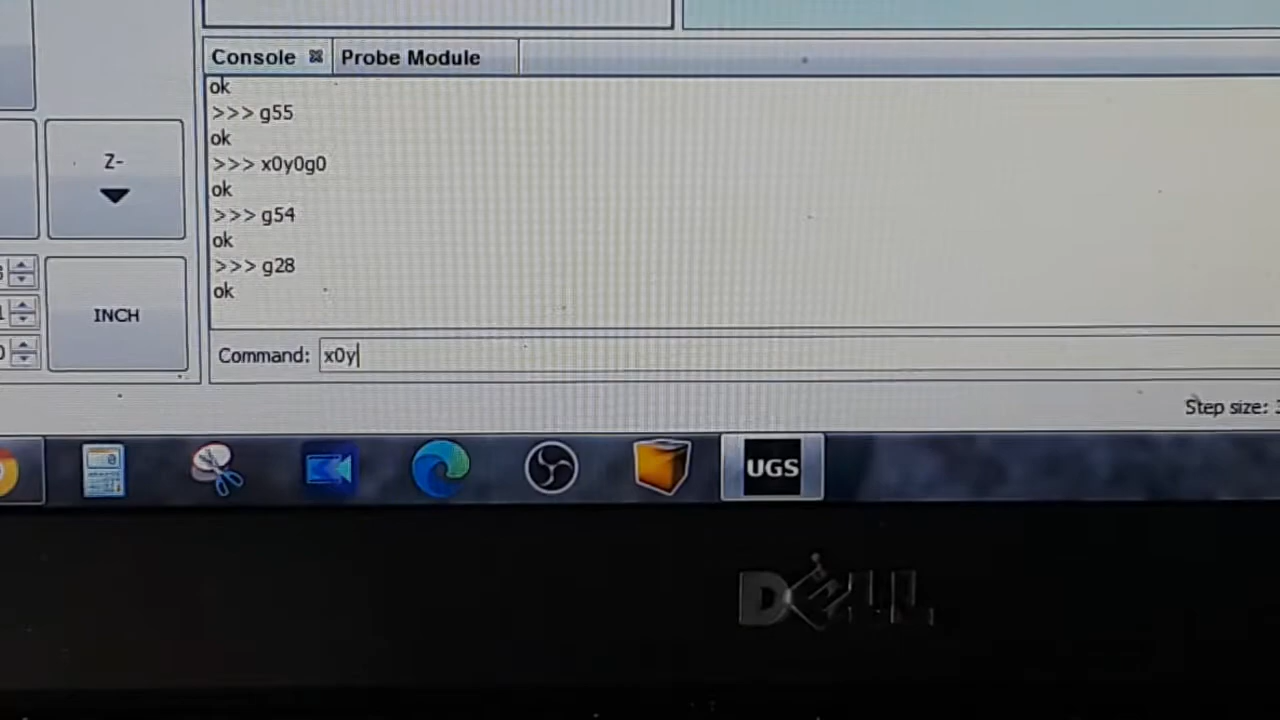 Console Probe Module
ok
>>> g55
ok
>>> x0y0g0
ok
>>> g54
ok
>>> g28
ok
Z-
INCH
Command: x0y
Step size:
UGS
DELL